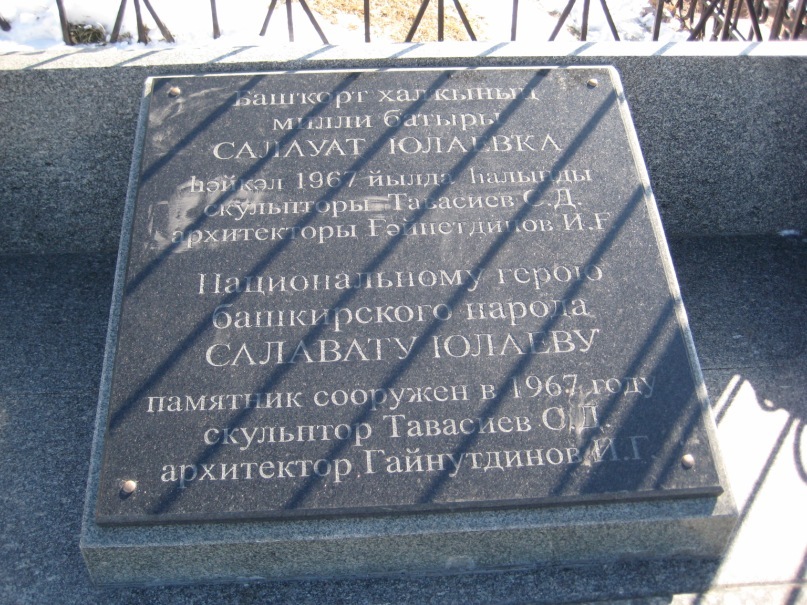 Башҡорт халҡының
милли батыры
САЛАУАТ ЮЛАЕВҠА
һәйкәл 1967 йылда һалынды
скульпторы Тавасиев С.Д.
архитекторы Ғәйнетдинов И.Г.
Национальному герою
башкирского народа
САЛАВАТУ ЮЛАЕВУ
памятник сооружен в 1967 году
скульптор Тавасиев С.Д.
архитектор Гайнутдинов И.Г.